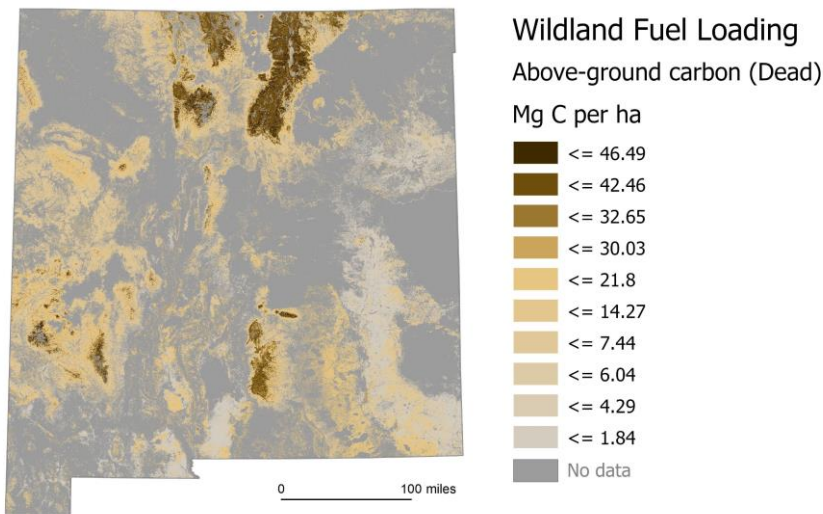 Wildland Fuel Loading
Above-ground carbon (Dead)
Mg C per ha
<= 46.49
<= 42.46
<= 32.65
<= 30.03
<= 21.8
<= 14.27
<= 7.44
<= 6.04
<= 4.29
<= 1.84
No data
0 100 miles